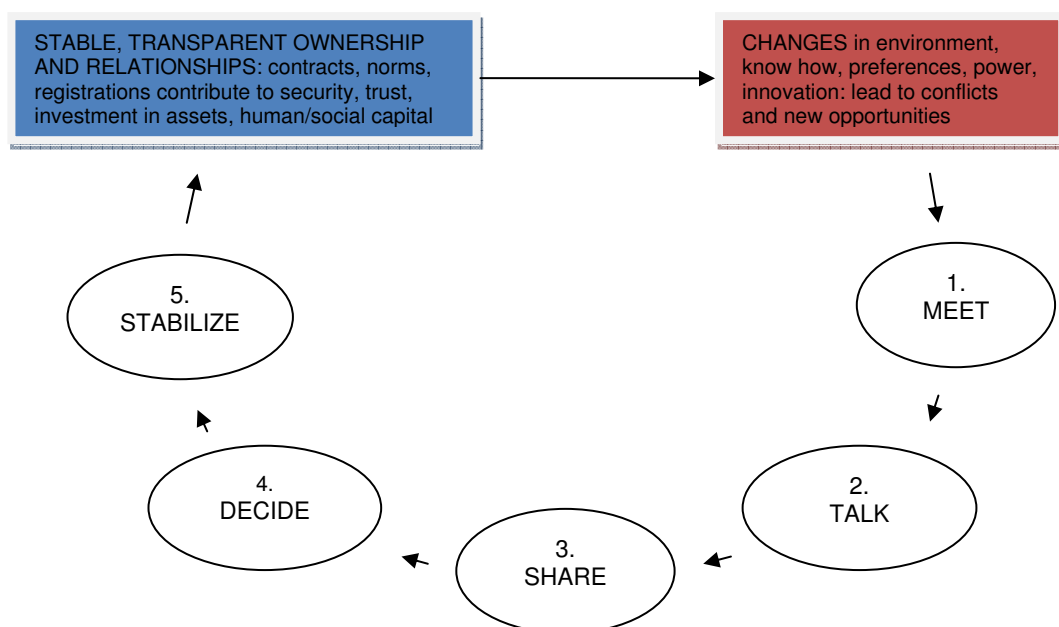 STABLE, TRANSPARENT OWNERSHIP
AND RELATIONSHIPS: contracts, norms,
registrations contribute to security, trust,
investment in assets, human/social capital
CHANGES in environment,
know how, preferences, power,
innovation: lead to conflicts
and new opportunities
1.
MEET
2.
TALK
3.
SHARE
4.
DECIDE
5.
STABILIZE